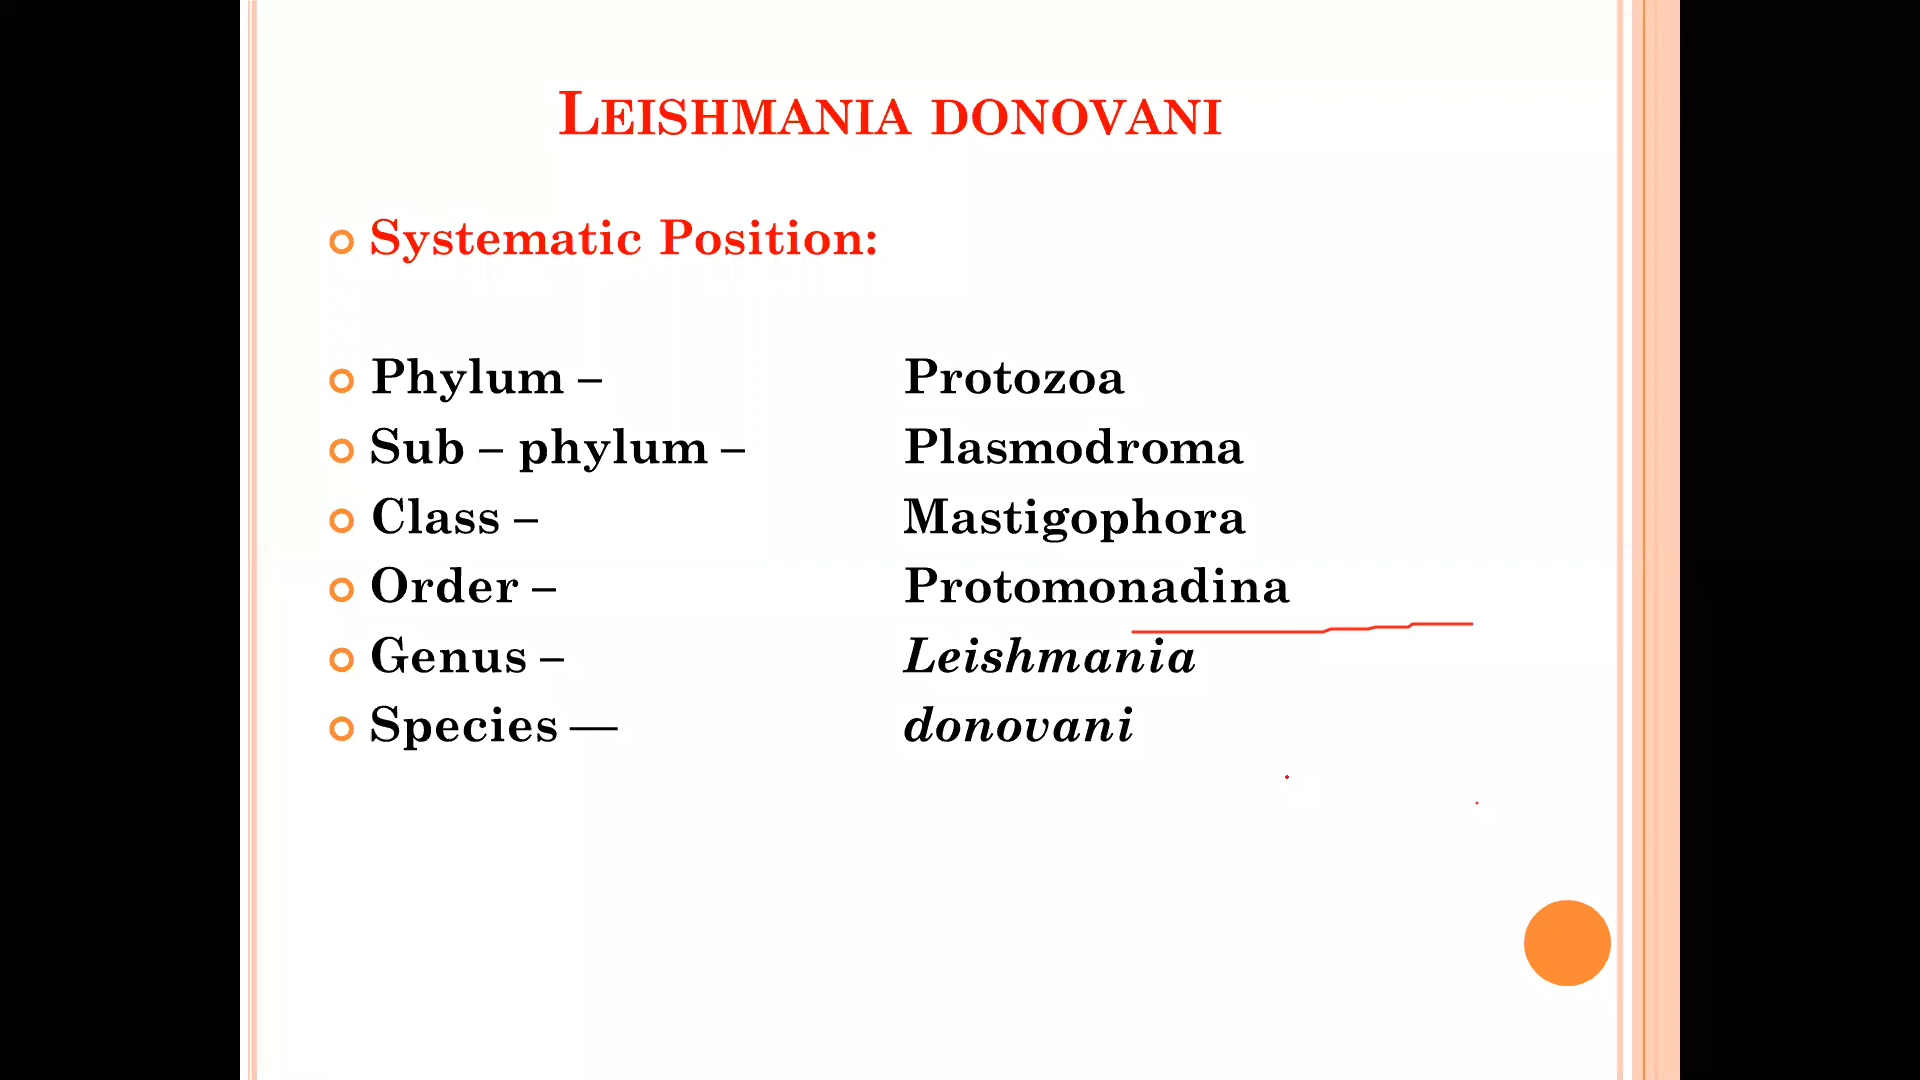 LEISHMANIA DONOVANI
Systematic Position:
Phylum – Protozoa
Sub – phylum – Plasmodroma
Class – Mastigophora
Order – Protomonadina
Genus – Leishmania
Species — donovani